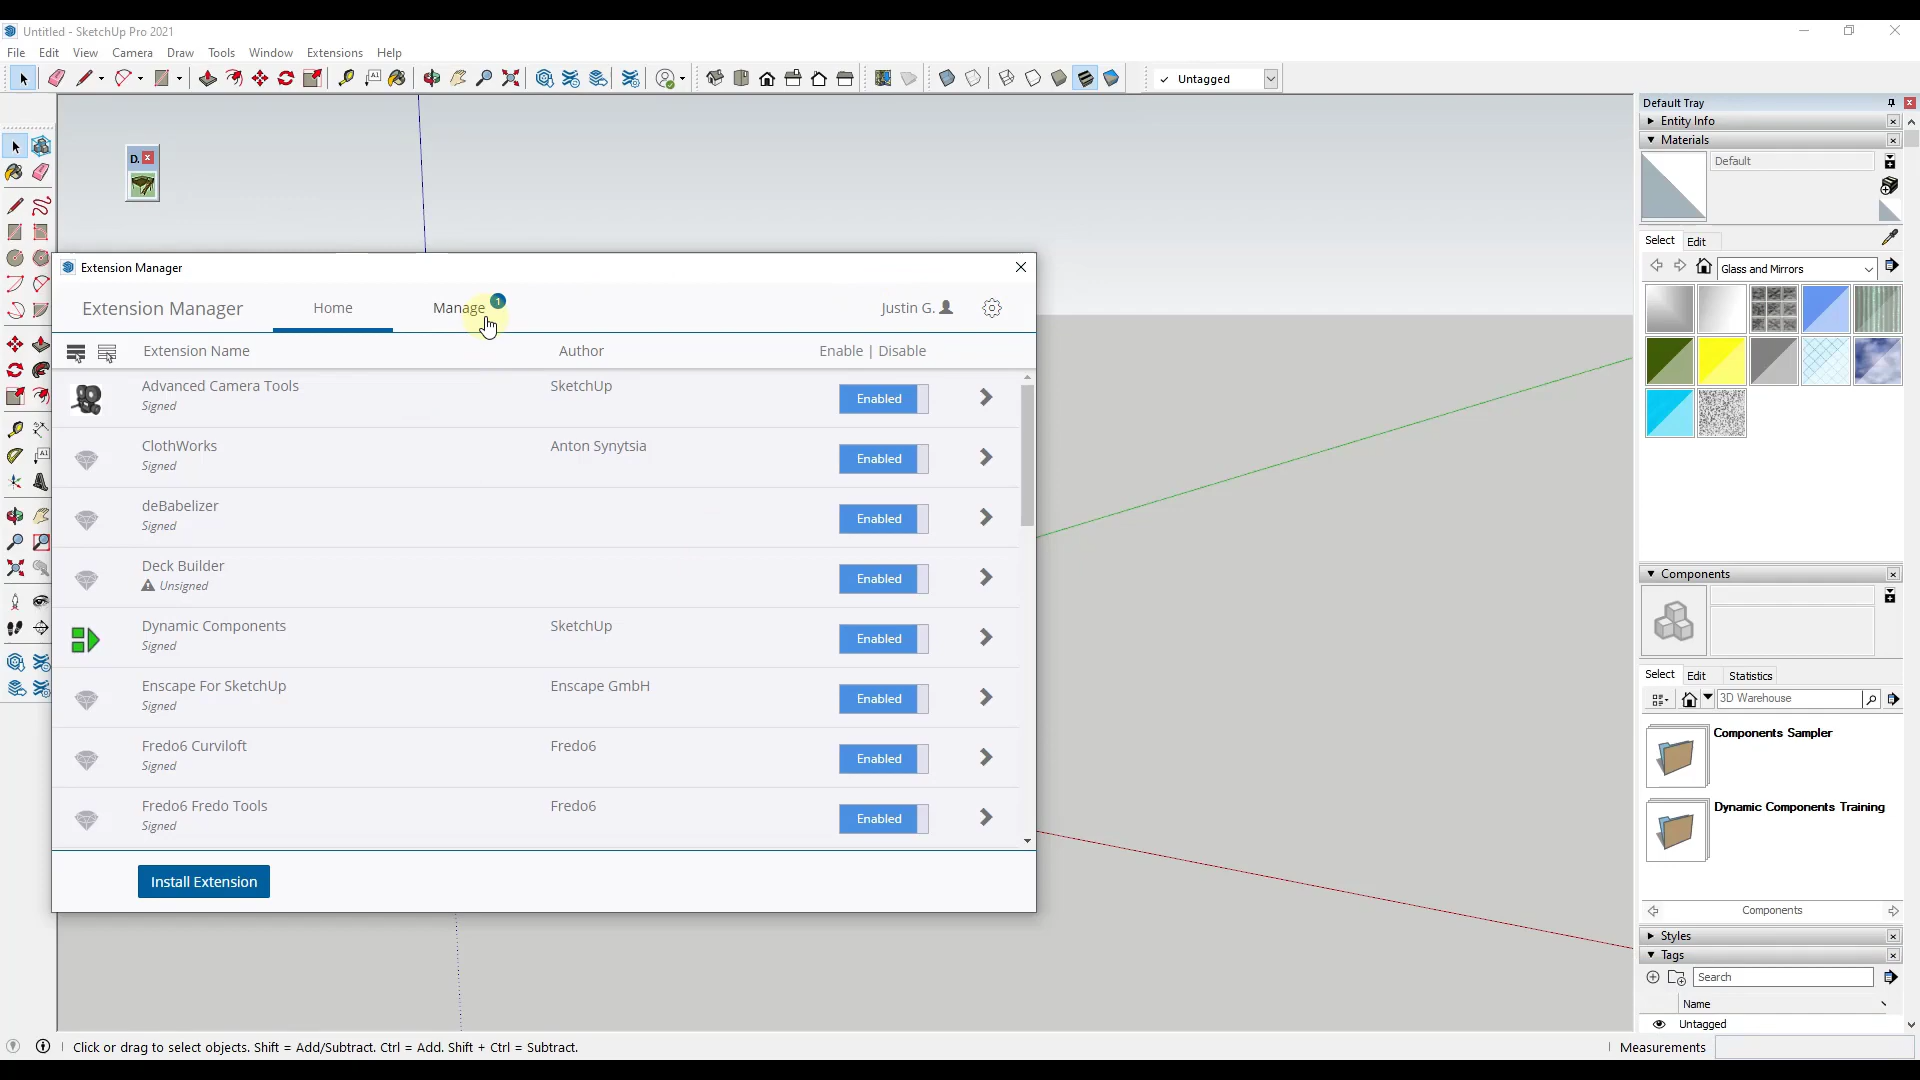 Untitled - SketchUp Pro 2021
File Edit View Camera Draw Tools Window Extensions Help
Untagged
Default Tray
Entity Info
Materials
Default
Select Edit
Glass and Mirrors
D.
Extension Manager
Extension Manager Home Manage 1 Justin G.
Extension Name Author Enable | Disable
Advanced Camera Tools SketchUp Enabled
Signed
ClothWorks Anton Synytsia Enabled
Signed
deBabelizer Enabled
Signed
Deck Builder Enabled
Unsigned
Dynamic Components SketchUp Enabled
Signed
Enscape For SketchUp Enscape GmbH Enabled
Signed
Fredo6 Curviloft Fredo6 Enabled
Signed
Fredo6 Fredo Tools Fredo6 Enabled
Signed
Install Extension
Components
Select Edit Statistics
3D Warehouse
Components Sampler
Dynamic Components Training
Components
Styles
Tags
Search
Name
Untagged
Click or drag to select objects. Shift = Add/Subtract. Ctrl = Add. Shift + Ctrl = Subtract.
Measurements